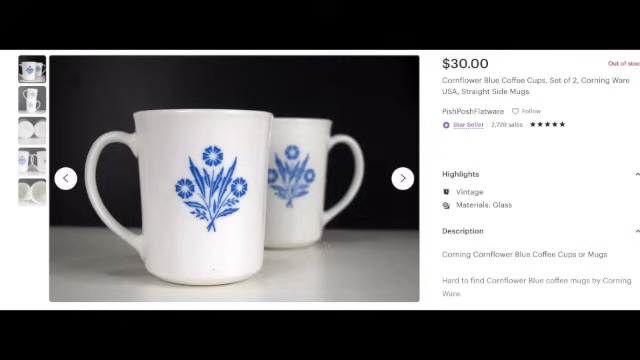 $30.00
Out of stoc
Cornflower Blue Coffee Cups, Set of 2, Corning Ware
USA, Straight Side Mugs
PishPoshFlatware Follow
Star Seller 2,729 sales
Highlights
Vintage
Materials: Glass
Description
Corning Cornflower Blue Coffee Cups or Mugs
Hard to find Cornflower Blue coffee mugs by Corning
Ware.